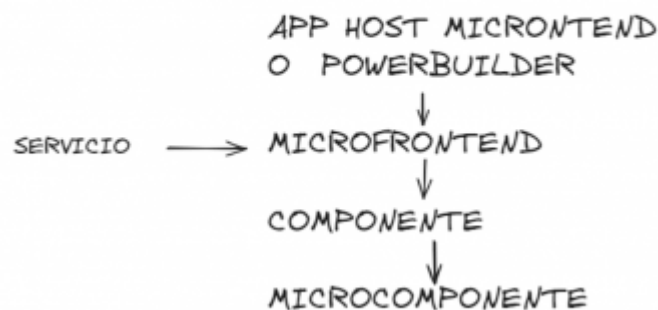 APP HOST MICRONTEND
O POWERBUILDER
SERVICIO
MICROFRONTEND
COMPONENTE
MICROCOMPONENTE